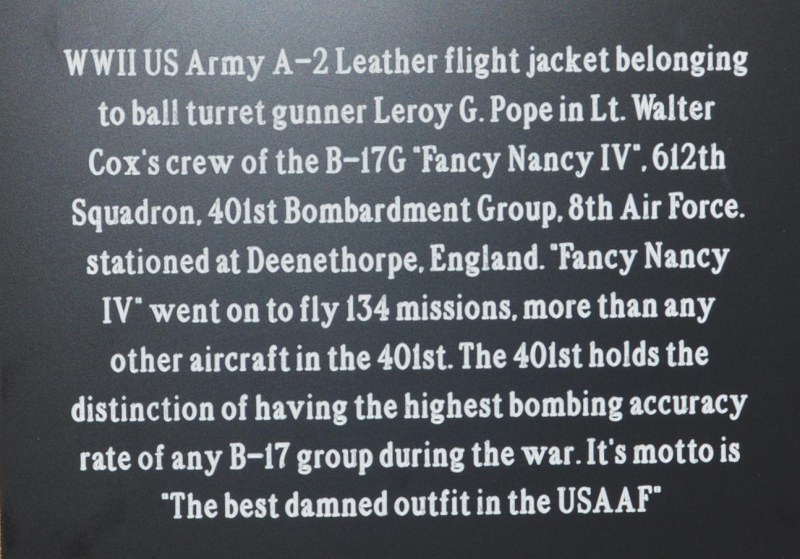 WWII US Army A-2 Leather flight jacket belonging
to ball turret gunner Leroy G. Pope in Lt. Walter
Cox's crew of the B-17G "Fancy Nancy IV", 612th
Squadron, 401st Bombardment Group, 8th Air Force.
stationed at Deenethorpe, England. "Fancy Nancy
IV" went on to fly 134 missions, more than any
other aircraft in the 401st. The 401st holds the
distinction of having the highest bombing accuracy
rate of any B-17 group during the war. It's motto is
"The best damned outfit in the USAAF"